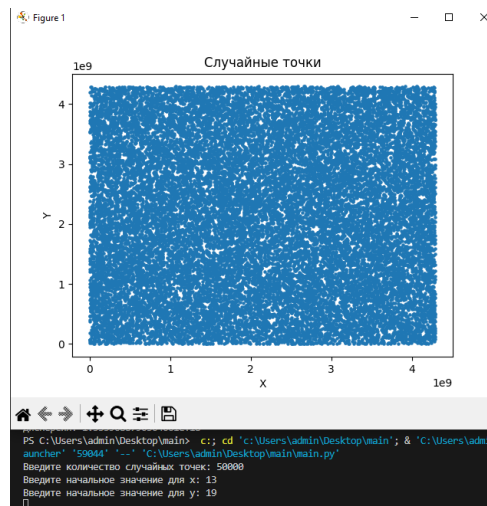 Figure 1
Случайные точки
1e9
4
3
2
1
0
Y
0 1 2 3 4
X
1e9
PS C:\Users\admin\Desktop\main> c:; cd 'c:\Users\admin\Desktop\main'; & 'C:\Users\adm
auncher' '59044' '--' 'C:\Users\admin\Desktop\main\main.py'
Введите количество случайных точек: 50000
Введите начальное значение для x: 13
Введите начальное значение для y: 19